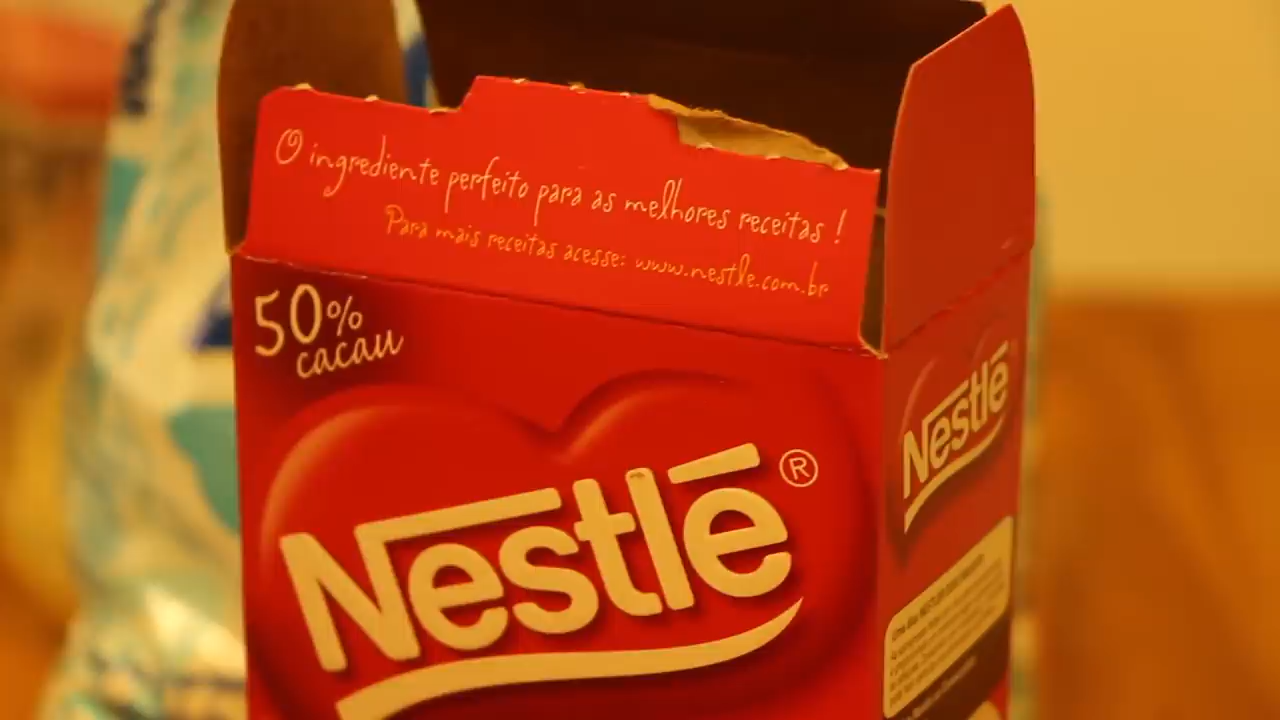 O ingrediente perfeito para as melhores receitas !
Para mais receitas acesse: www.nestle.com.br
50%
cacau
Nestlé ®
Nestlé